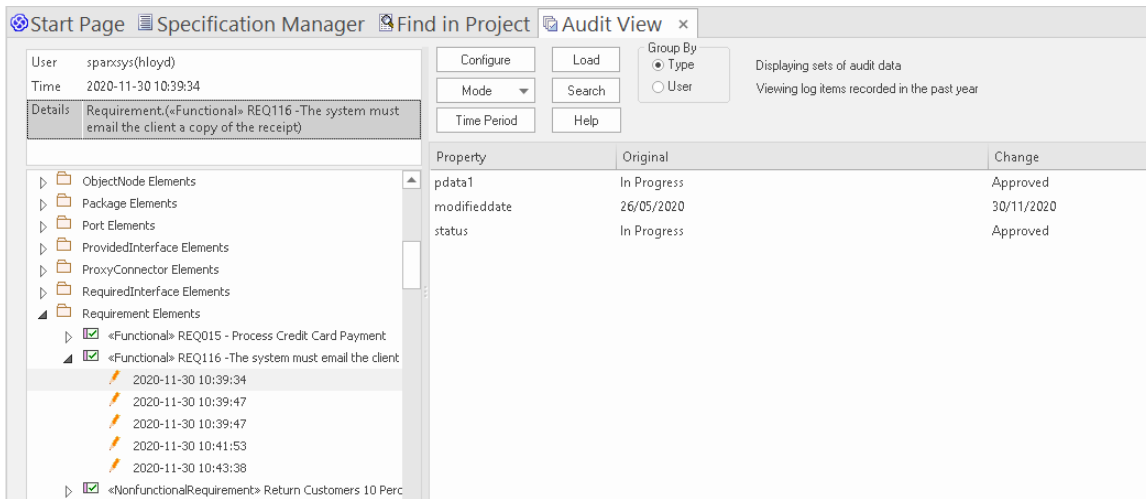 Start Page Specification Manager Find in Project Audit View ×
User sparxsys(hloyd)
Time 2020-11-30 10:39:34
Details Requirement.(«Functional» REQ116 -The system must
email the client a copy of the receipt)
Configure Load
Mode Search
Time Period Help
Group By
Type
User
Displaying sets of audit data
Viewing log items recorded in the past year
ObjectNode Elements
Package Elements
Port Elements
ProvidedInterface Elements
ProxyConnector Elements
RequiredInterface Elements
Requirement Elements
«Functional» REQ015 - Process Credit Card Payment
«Functional» REQ116 -The system must email the client
2020-11-30 10:39:34
2020-11-30 10:39:47
2020-11-30 10:39:47
2020-11-30 10:41:53
2020-11-30 10:43:38
«NonfunctionalRequirement» Return Customers 10 Perc
Property Original Change
pdata1 In Progress Approved
modifieddate 26/05/2020 30/11/2020
status In Progress Approved